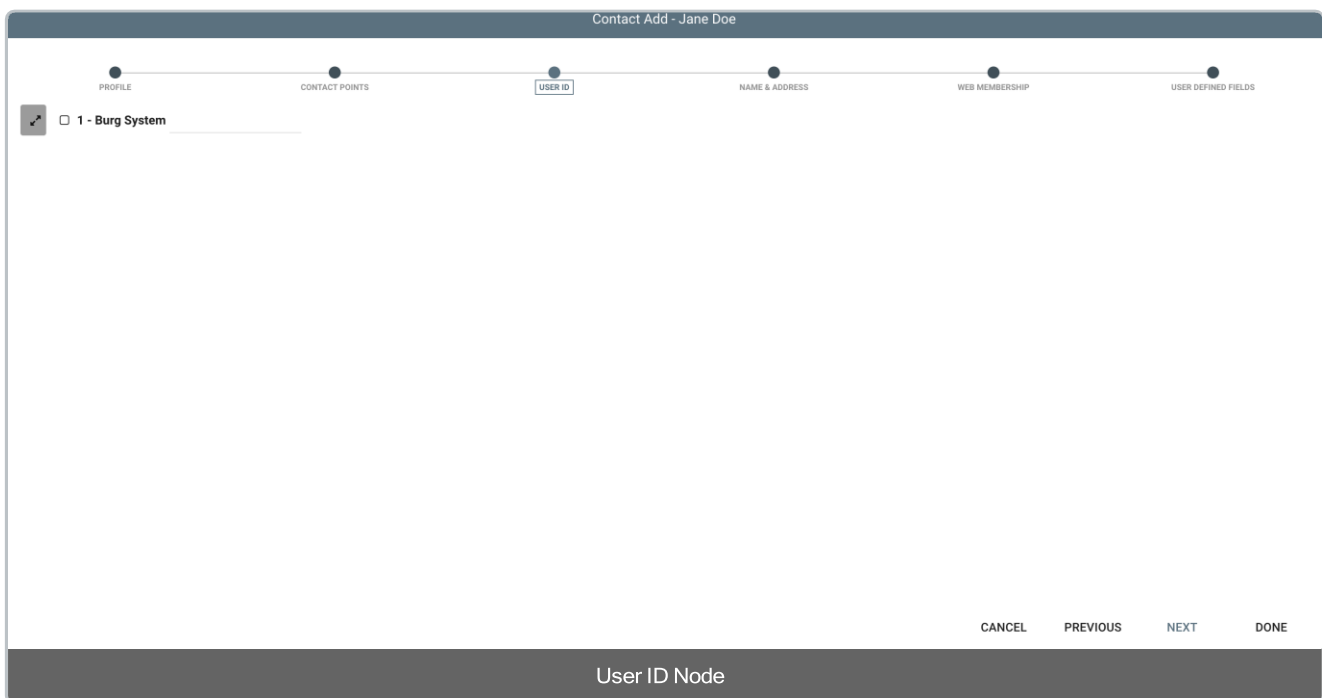 Contact Add - Jane Doe
PROFILE CONTACT POINTS USER ID NAME & ADDRESS WEB MEMBERSHIP USER DEFINED FIELDS
1 - Burg System
CANCEL PREVIOUS NEXT DONE
User ID Node